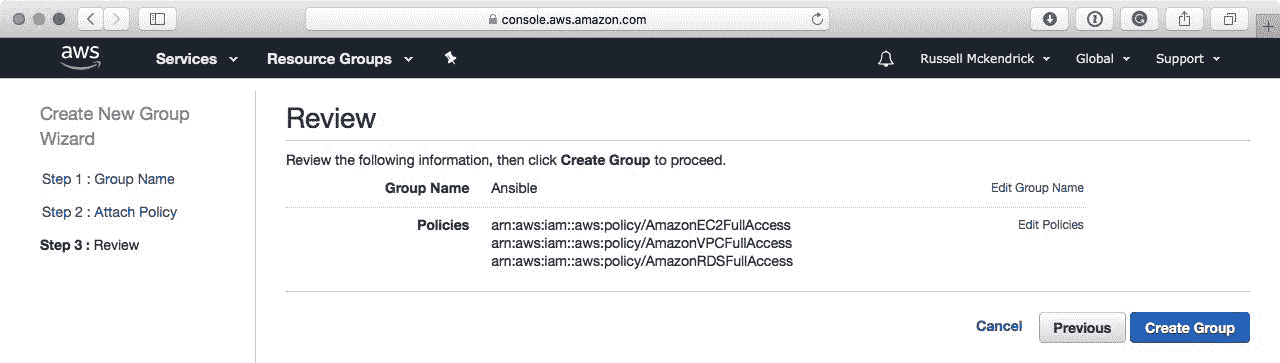 console.aws.amazon.com
aws Services Resource Groups Russell Mckendrick Global Support
Create New Group
Wizard
Step 1 : Group Name
Step 2 : Attach Policy
Step 3 : Review
Review
Review the following information, then click Create Group to proceed.
Group Name Ansible Edit Group Name
Policies arn:aws:iam::aws:policy/AmazonEC2FullAccess Edit Policies
arn:aws:iam::aws:policy/AmazonVPCFullAccess
arn:aws:iam::aws:policy/AmazonRDSFullAccess
Cancel Previous Create Group